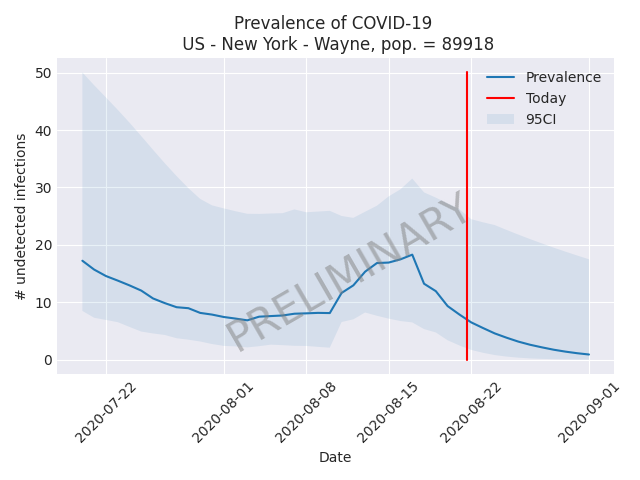 Prevalence of COVID-19
US - New York - Wayne, pop. = 89918
# undetected infections
50
40
30
20
10
0
Prevalence
Today
95CI
PRELIMINARY
2020-07-22
2020-08-01
2020-08-08
2020-08-15
2020-08-22
2020-09-01
Date